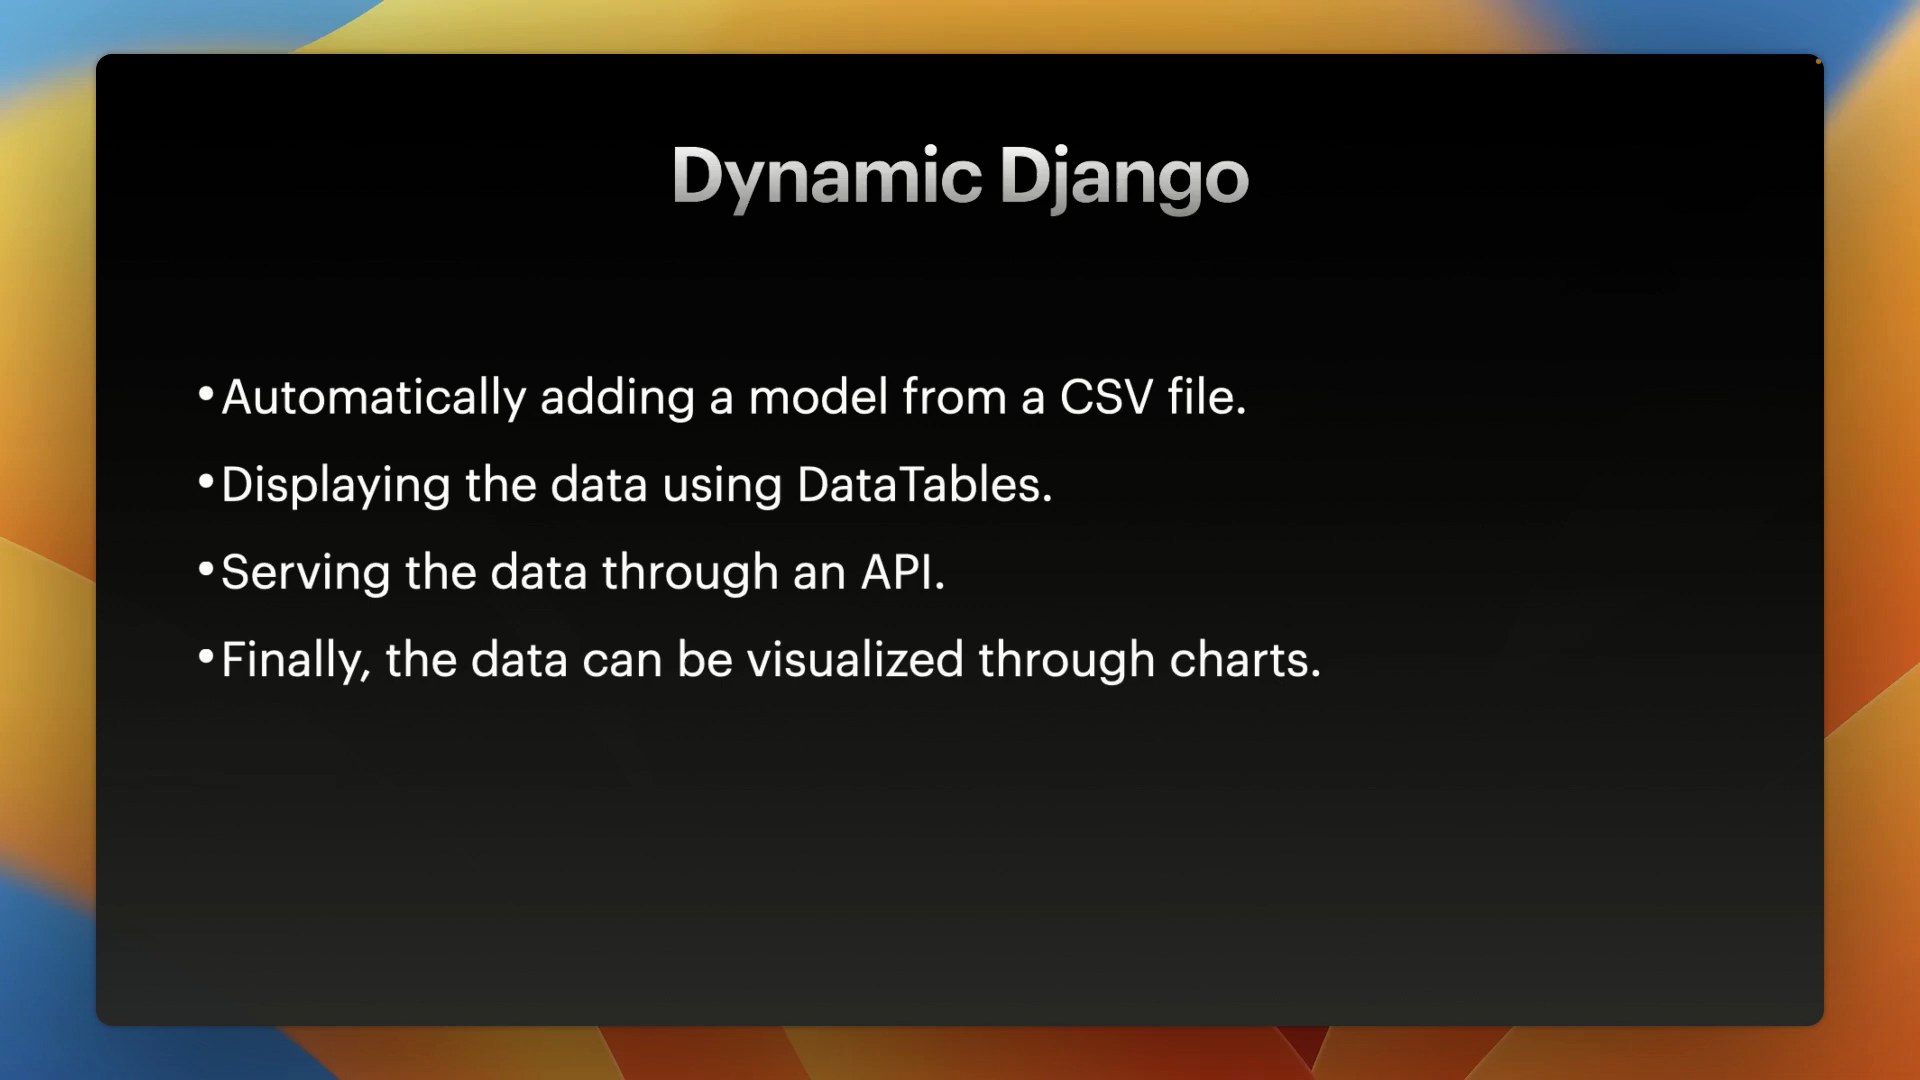 Dynamic Django
•Automatically adding a model from a CSV file.
•Displaying the data using DataTables.
•Serving the data through an API.
•Finally, the data can be visualized through charts.